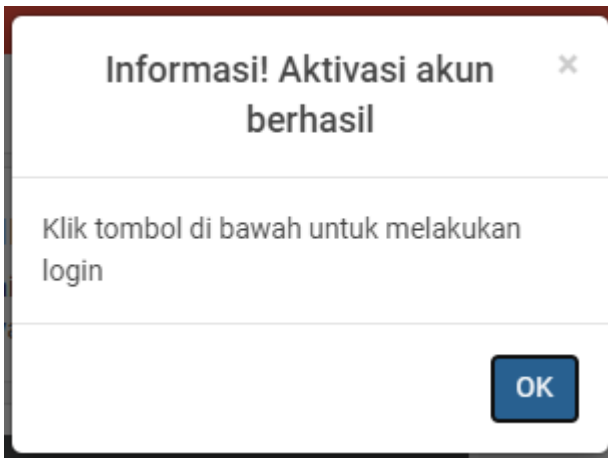 Informasi! Aktivasi akun
berhasil
×
Klik tombol di bawah untuk melakukan
login
OK